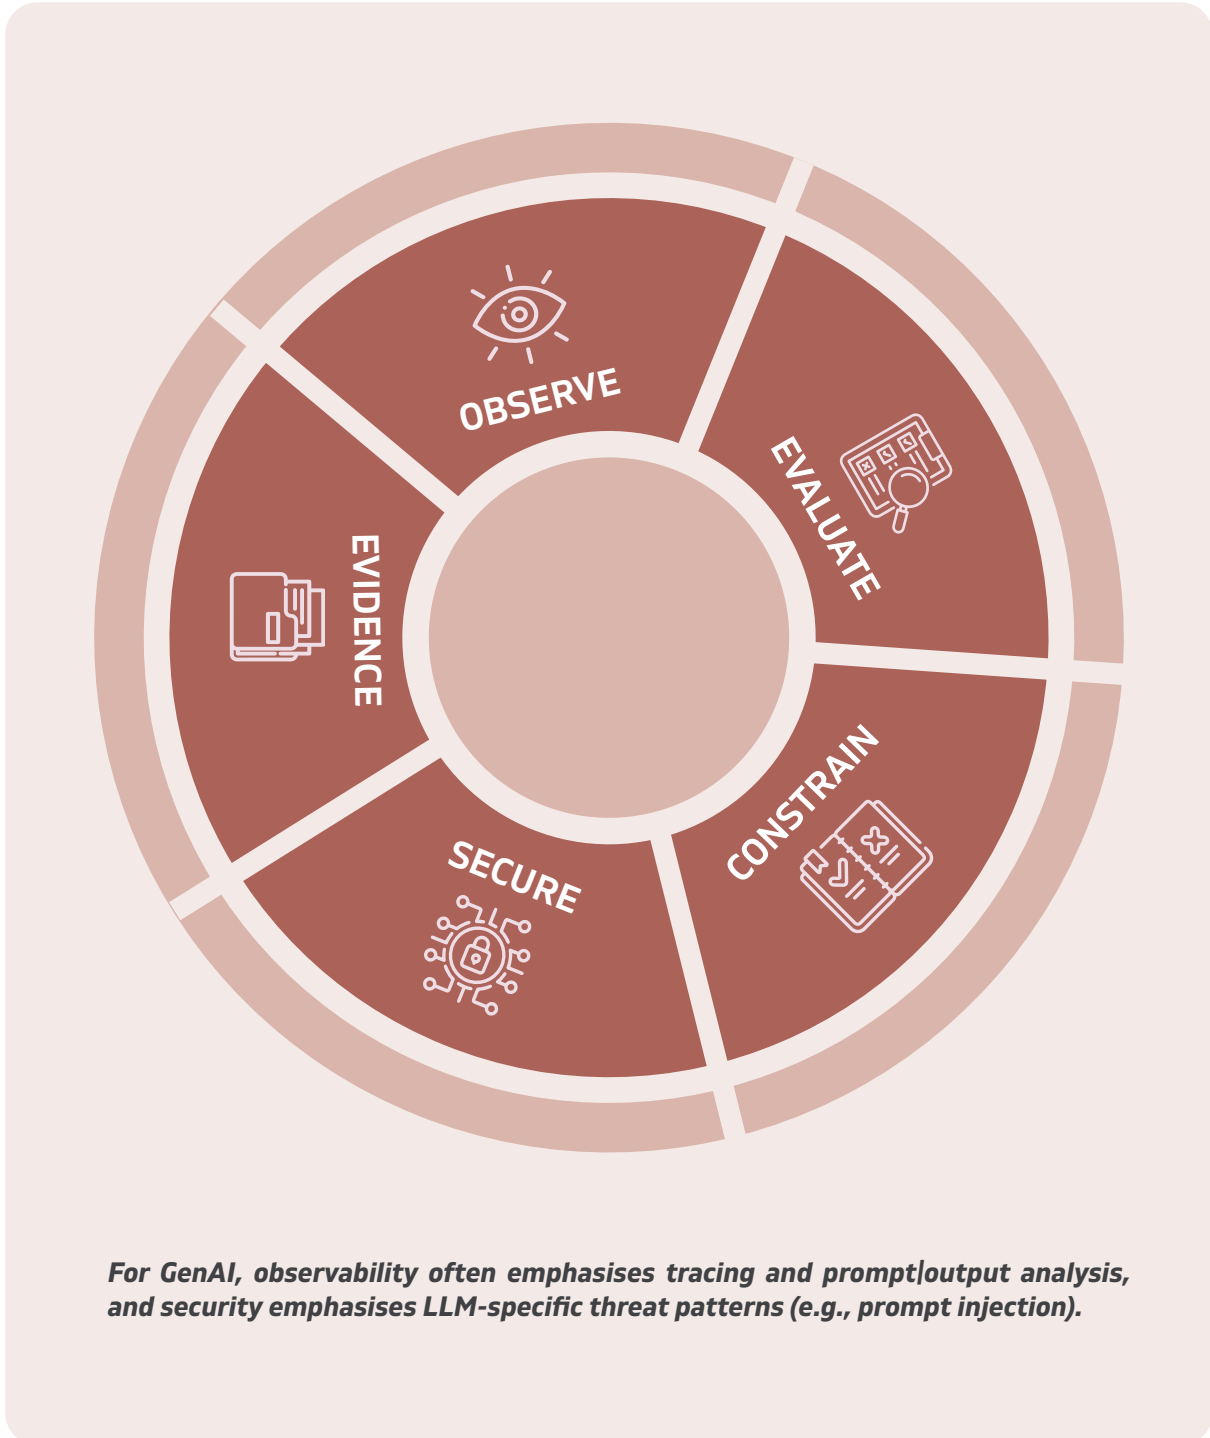 OBSERVE
EVALUATE
CONSTRAIN
SECURE
EVIDENCE
For GenAI, observability often emphasises tracing and prompt|output analysis,
and security emphasises LLM-specific threat patterns (e.g., prompt injection).